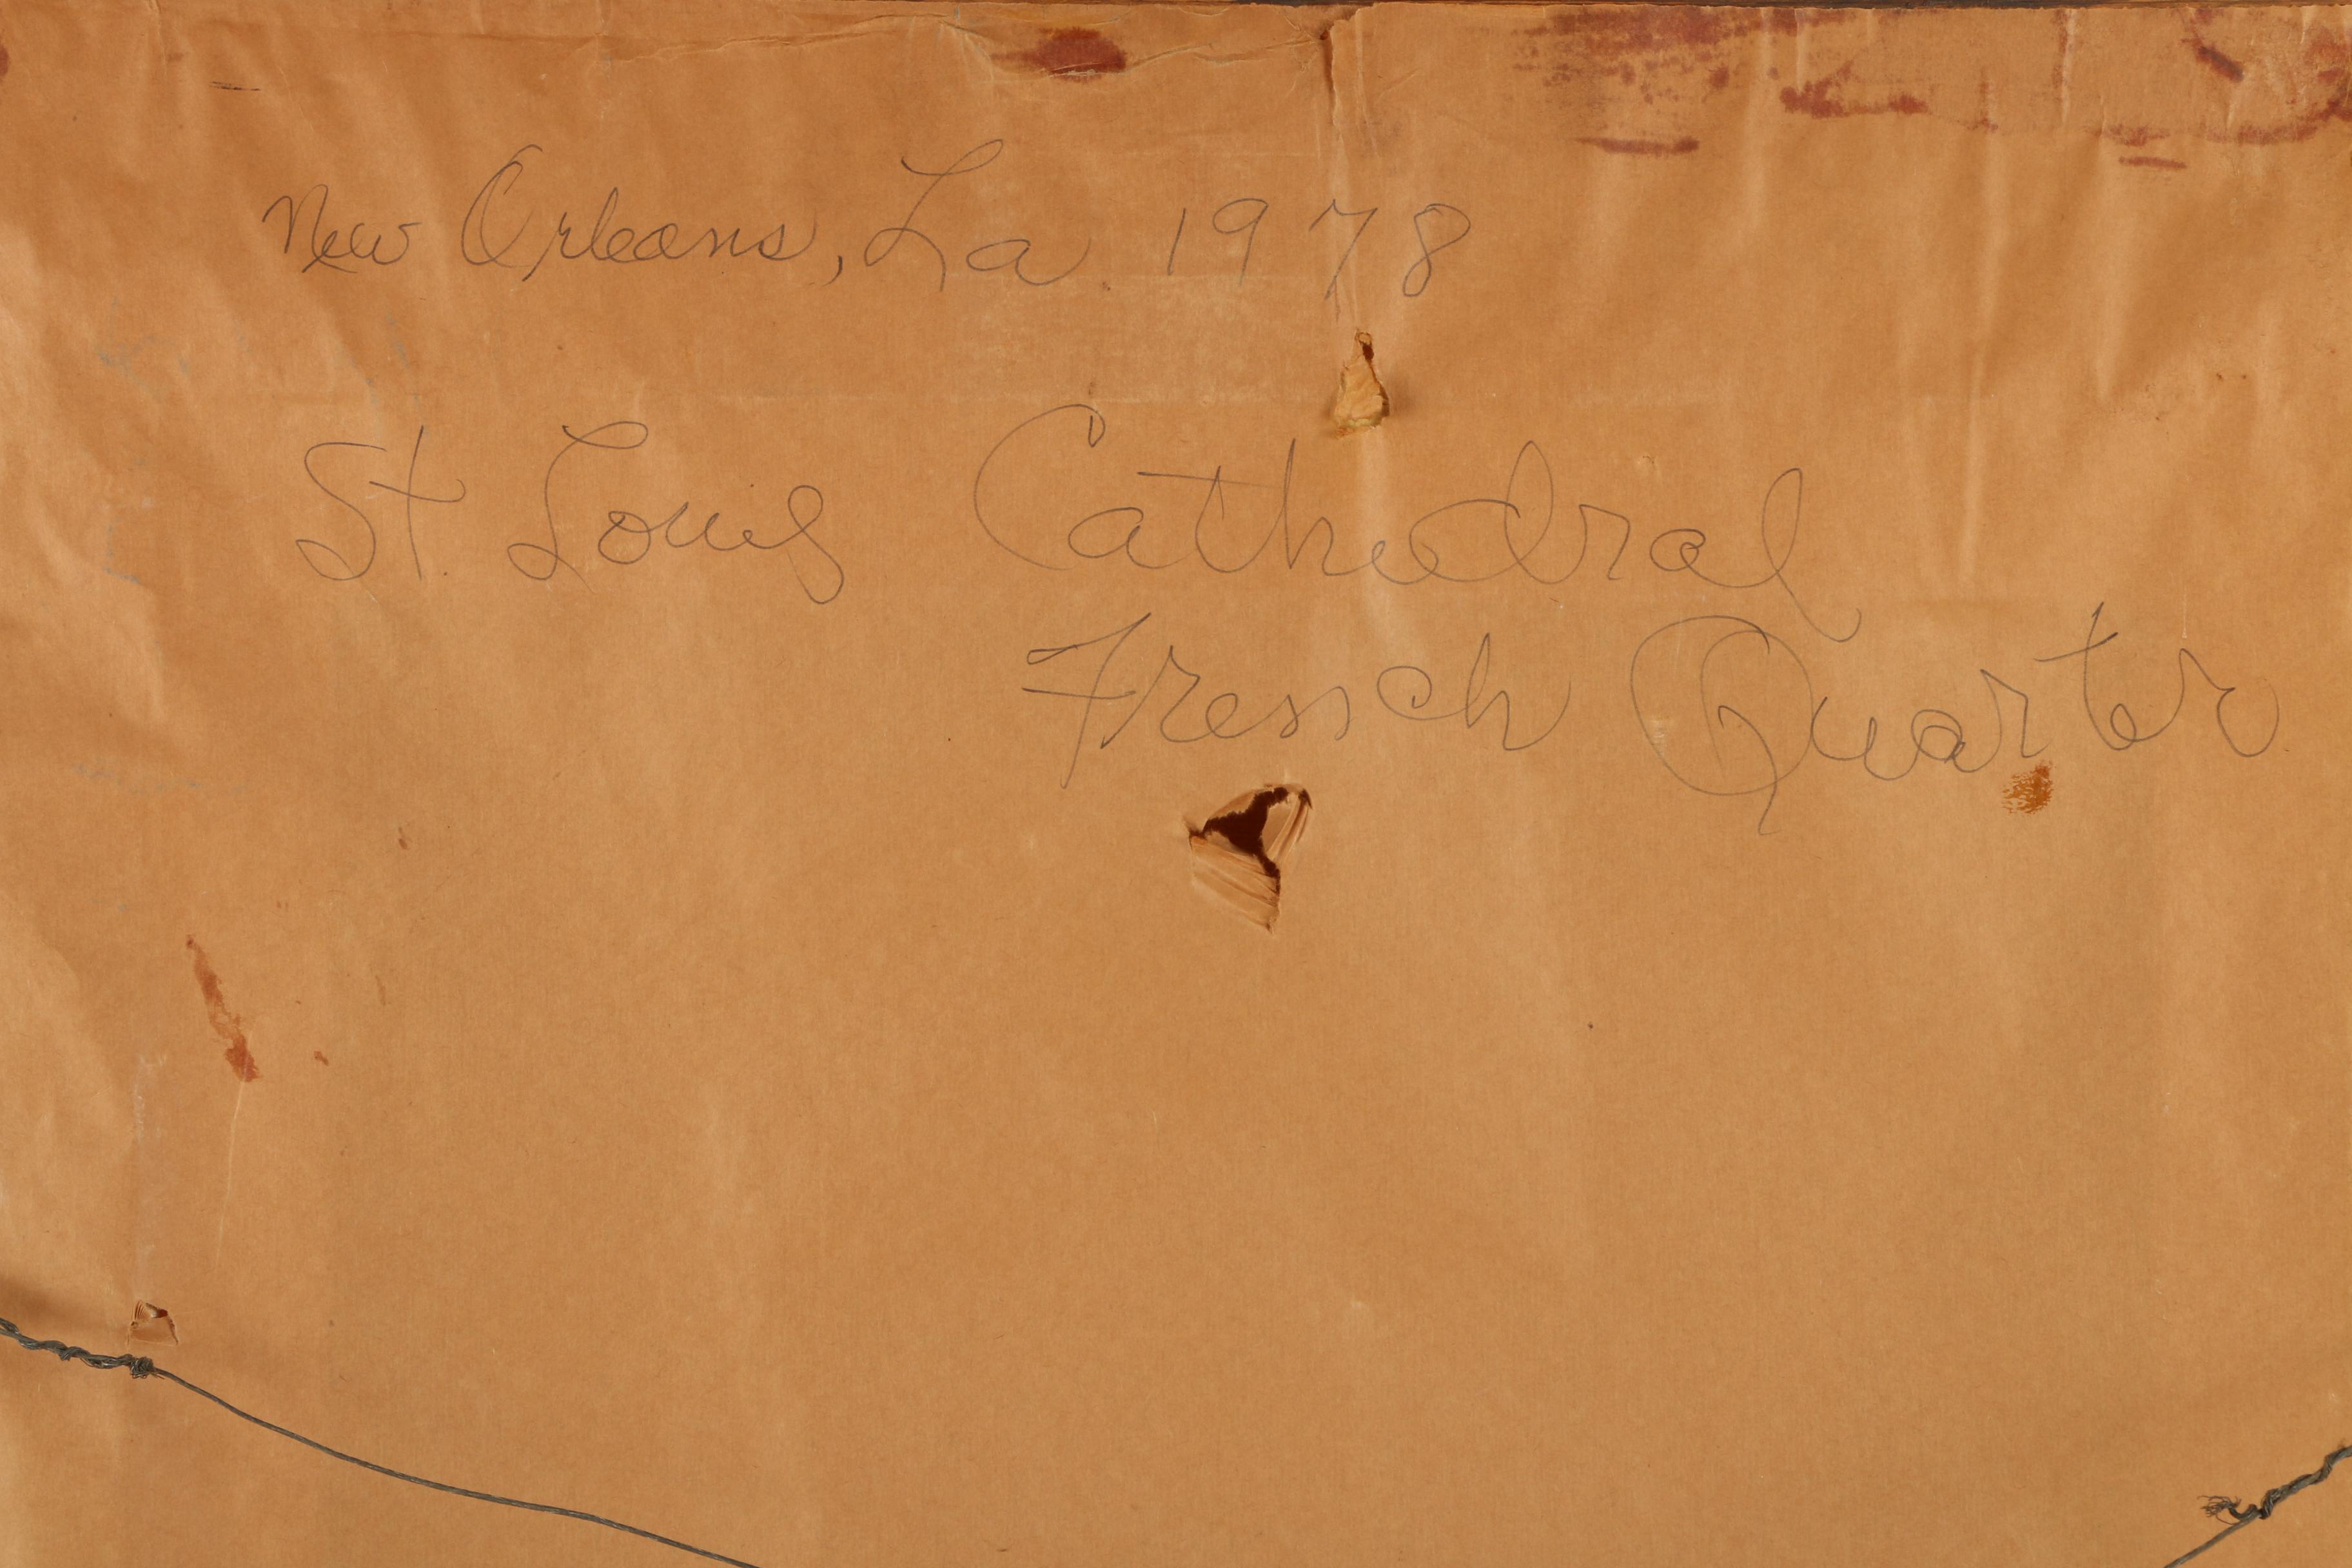 New Orleans, La. 1978
St. Louis Cathedral
French Quarter